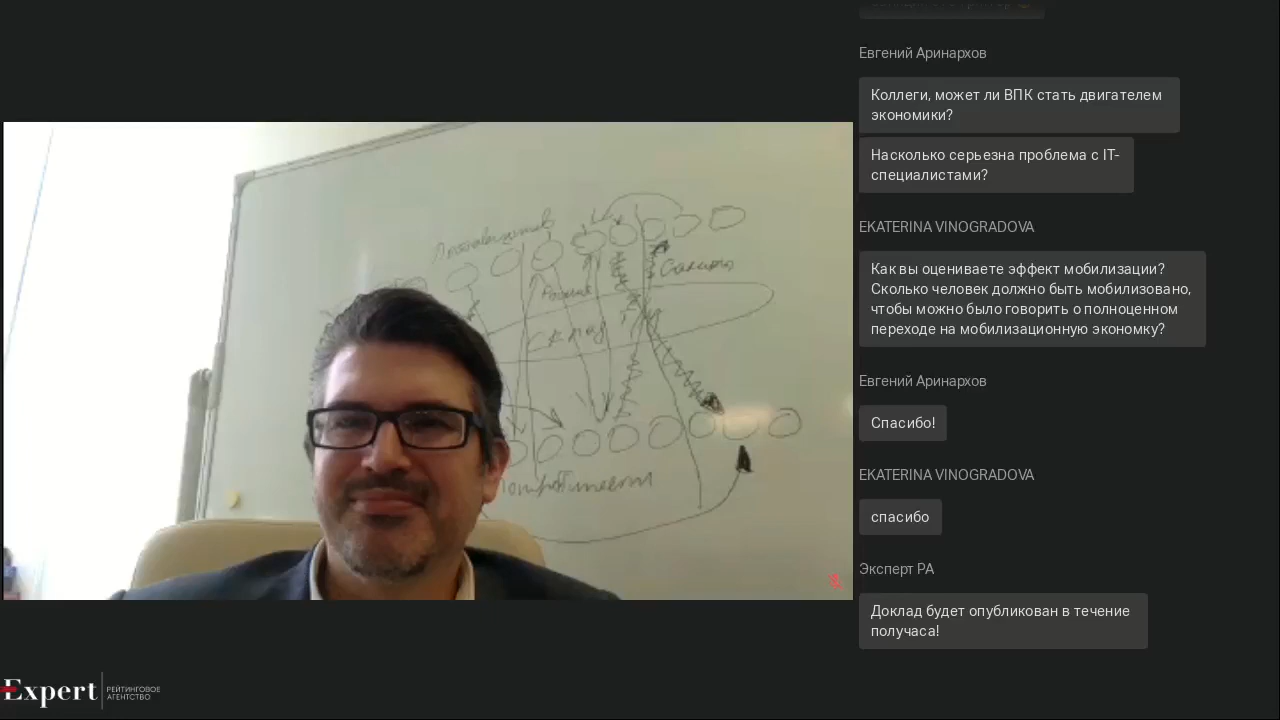 Евгений Аринархов
Коллеги, может ли ВПК стать двигателем
экономики?
Насколько серьезна проблема с IT-
специалистами?
EKATERINA VINOGRADOVA
Как вы оцениваете эффект мобилизации?
Сколько человек должно быть мобилизовано,
чтобы можно было говорить о полноценном
переходе на мобилизационную экономку?
Евгений Аринархов
Спасибо!
EKATERINA VINOGRADOVA
спасибо
Эксперт РА
Доклад будет опубликован в течение
получаса!
склад
Expert
РЕЙТИНГОВОЕ
АГЕНТСТВО